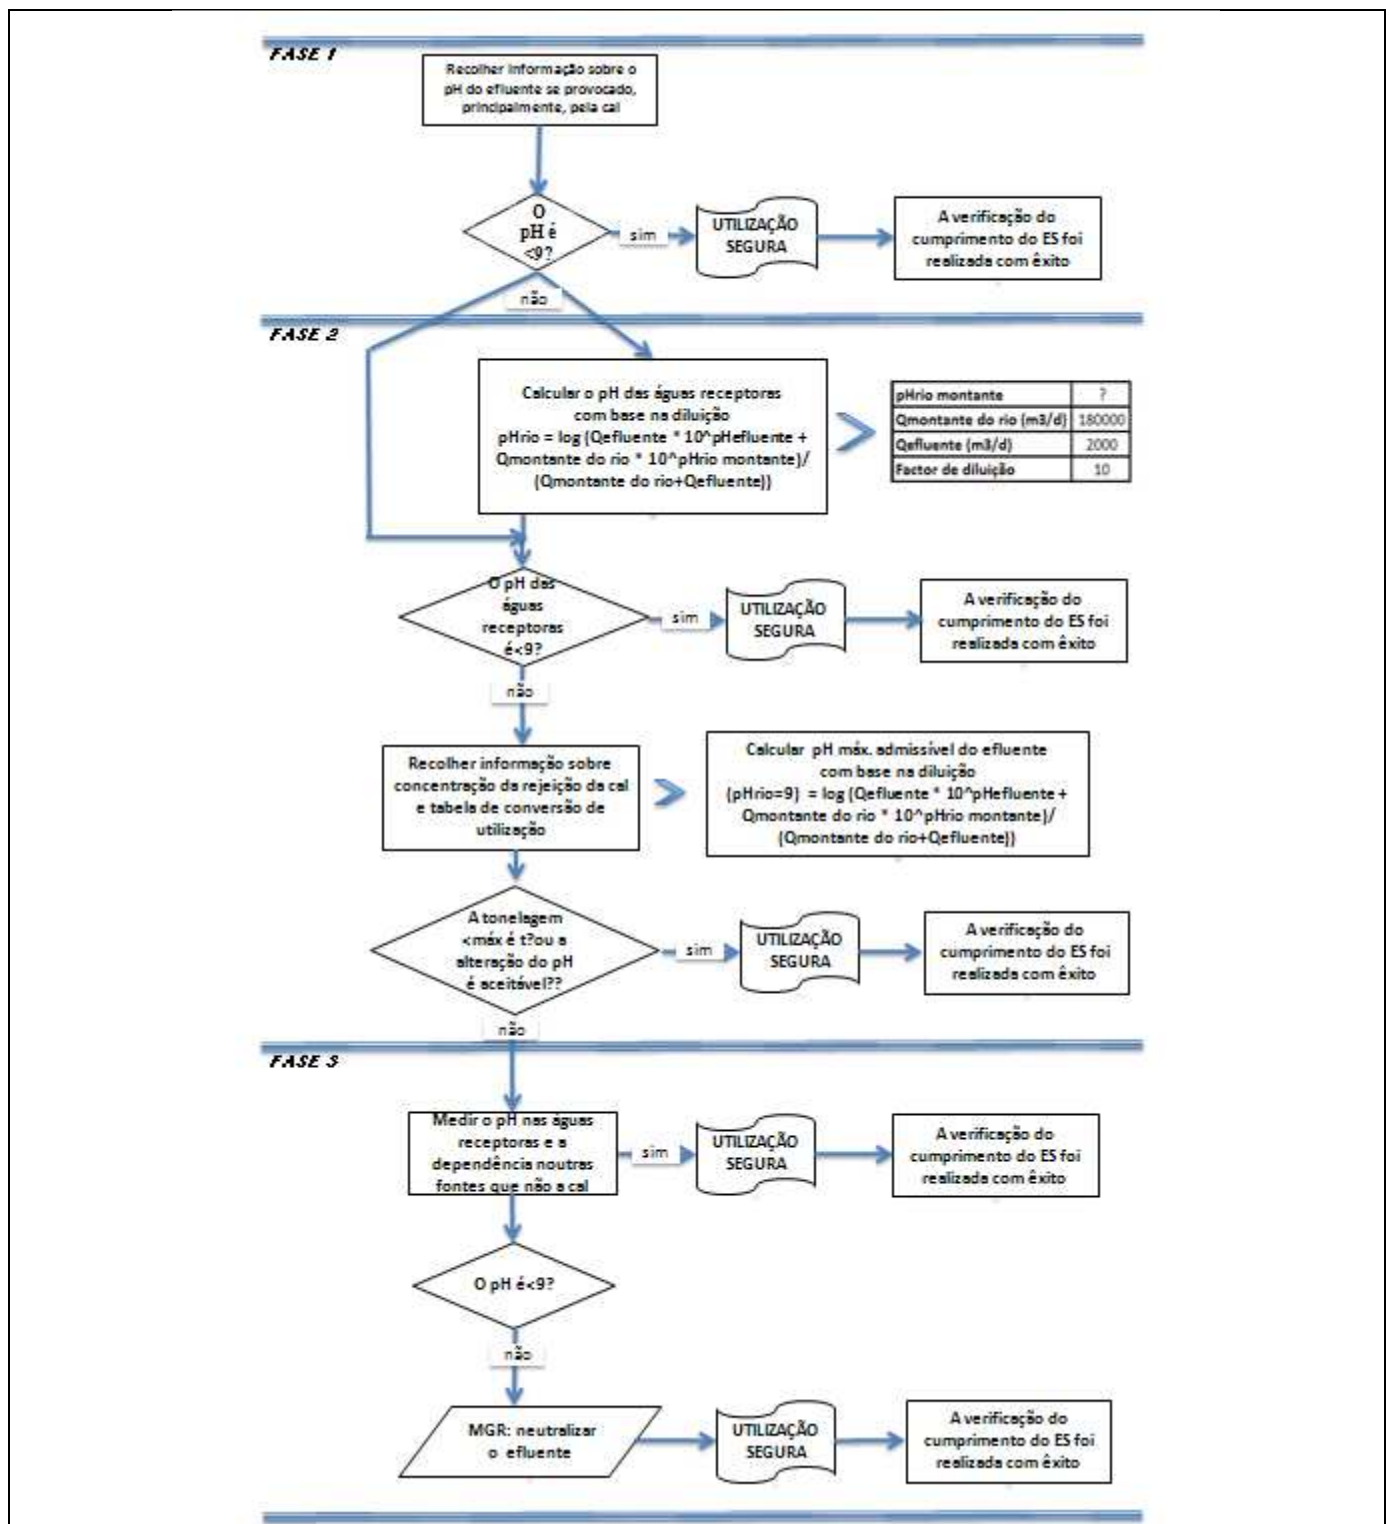 FASE 1
Recolher informação sobre o
pH do efluente se provocado,
principalmente, pela cal
O
pH é
<9?
sim
UTILIZAÇÃO
SEGURA
A verificação do
cumprimento do ES foi
realizada com êxito
não
FASE 2
Calcular o pH das águas receptoras
com base na diluição
pHrio = log (Qefluente * 10^pHefluente +
Qmontante do rio * 10^pHrio montante)/
(Qmontante do rio+Qefluente))
pHrio montante ?
Qmontante do rio (m3/d) 180000
Qefluente (m3/d) 2000
Factor de diluição 10
O pH das
águas
receptoras
é<9?
sim
UTILIZAÇÃO
SEGURA
A verificação do
cumprimento do ES foi
realizada com êxito
não
Recolher informação sobre
concentração da rejeição da cal
e tabela de conversão de
utilização
Calcular pH máx. admissível do efluente
com base na diluição
(pHrio=9) = log (Qefluente * 10^pHefluente +
Qmontante do rio * 10^pHrio montante)/
(Qmontante do rio+Qefluente))
A tonelagem
<máx é t?ou a
alteração do pH
é aceitável??
sim
UTILIZAÇÃO
SEGURA
A verificação do
cumprimento do ES foi
realizada com êxito
não
FASE 3
Medir o pH nas águas
receptoras e a
dependência noutras
fontes que não a cal
sim
UTILIZAÇÃO
SEGURA
A verificação do
cumprimento do ES foi
realizada com êxito
O pH é<9?
não
MGR: neutralizar
o efluente
UTILIZAÇÃO
SEGURA
A verificação do
cumprimento do ES foi
realizada com êxito